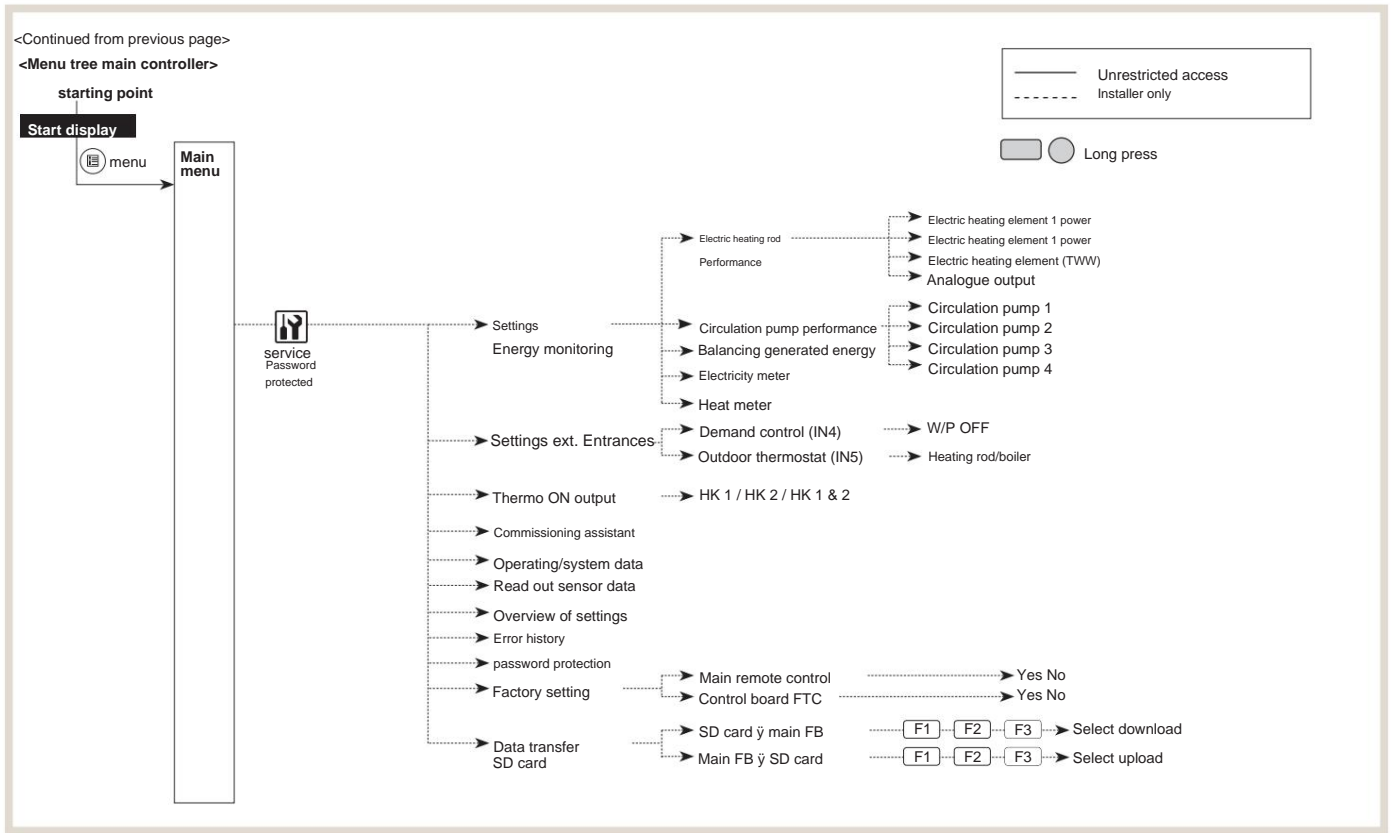 <Continued from previous page>
<Menu tree main controller>
starting point
Start display
menu
Main
menu
Unrestricted access
Installer only
Long press
service
Password
protected
Settings
Energy monitoring
Electric heating rod
Performance
Electric heating element 1 power
Electric heating element 1 power
Electric heating element (TWW)
Analogue output
Circulation pump performance
Circulation pump 1
Circulation pump 2
Circulation pump 3
Circulation pump 4
Balancing generated energy
Electricity meter
Heat meter
Settings ext. Entrances
Demand control (IN4)
W/P OFF
Outdoor thermostat (IN5)
Heating rod/boiler
Thermo ON output
HK 1 / HK 2 / HK 1 & 2
Commissioning assistant
Operating/system data
Read out sensor data
Overview of settings
Error history
password protection
Factory setting
Main remote control
Yes No
Control board FTC
Yes No
Data transfer
SD card
SD card ÿ main FB
F1 F2 F3
Select download
Main FB ÿ SD card
F1 F2 F3
Select upload